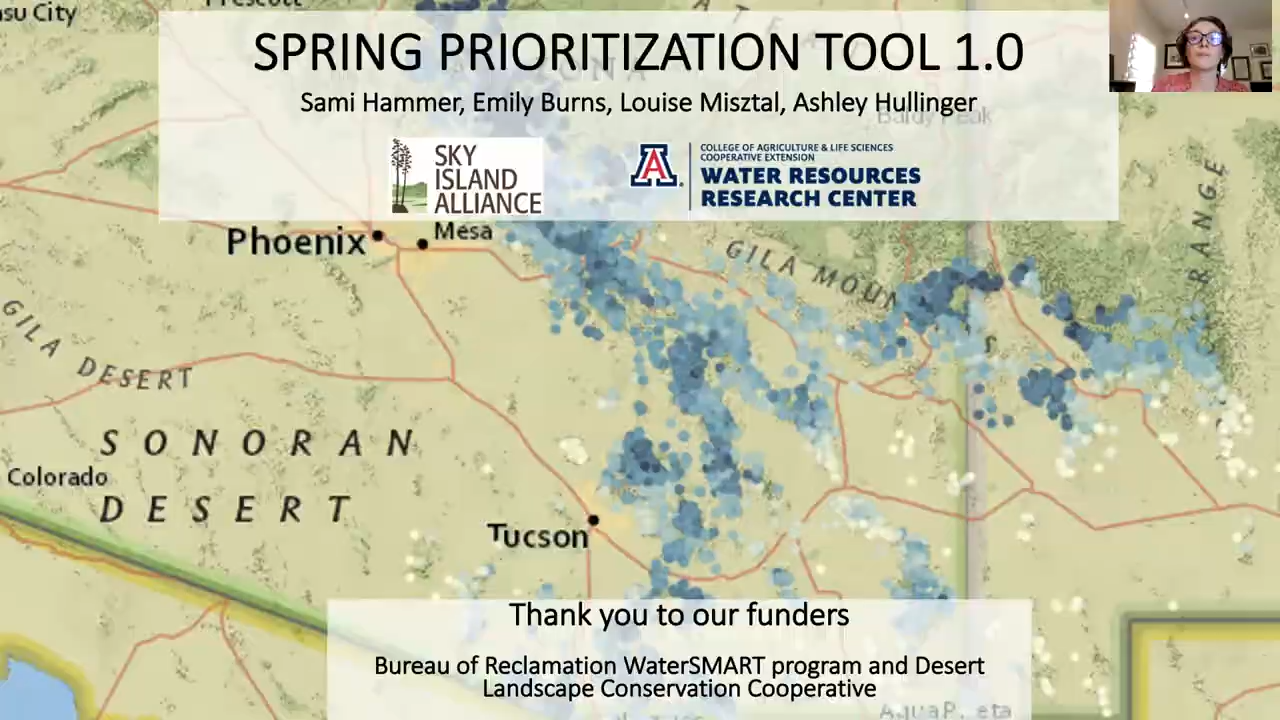 su City
Prescott
SPRING PRIORITIZATION TOOL 1.0
Sami Hammer, Emily Burns, Louise Misztal, Ashley Hullinger
Baldy Peak
SKY
ISLAND
ALLIANCE
A
COLLEGE OF AGRICULTURE & LIFE SCIENCES
COOPERATIVE EXTENSION
WATER RESOURCES
RESEARCH CENTER
Phoenix
Mesa
GILA MOUN
S
RANGE
GILA DESERT
SONORAN
DESERT
Colorado
Tucson
Thank you to our funders
Bureau of Reclamation WaterSMART program and Desert
Landscape Conservation Cooperative